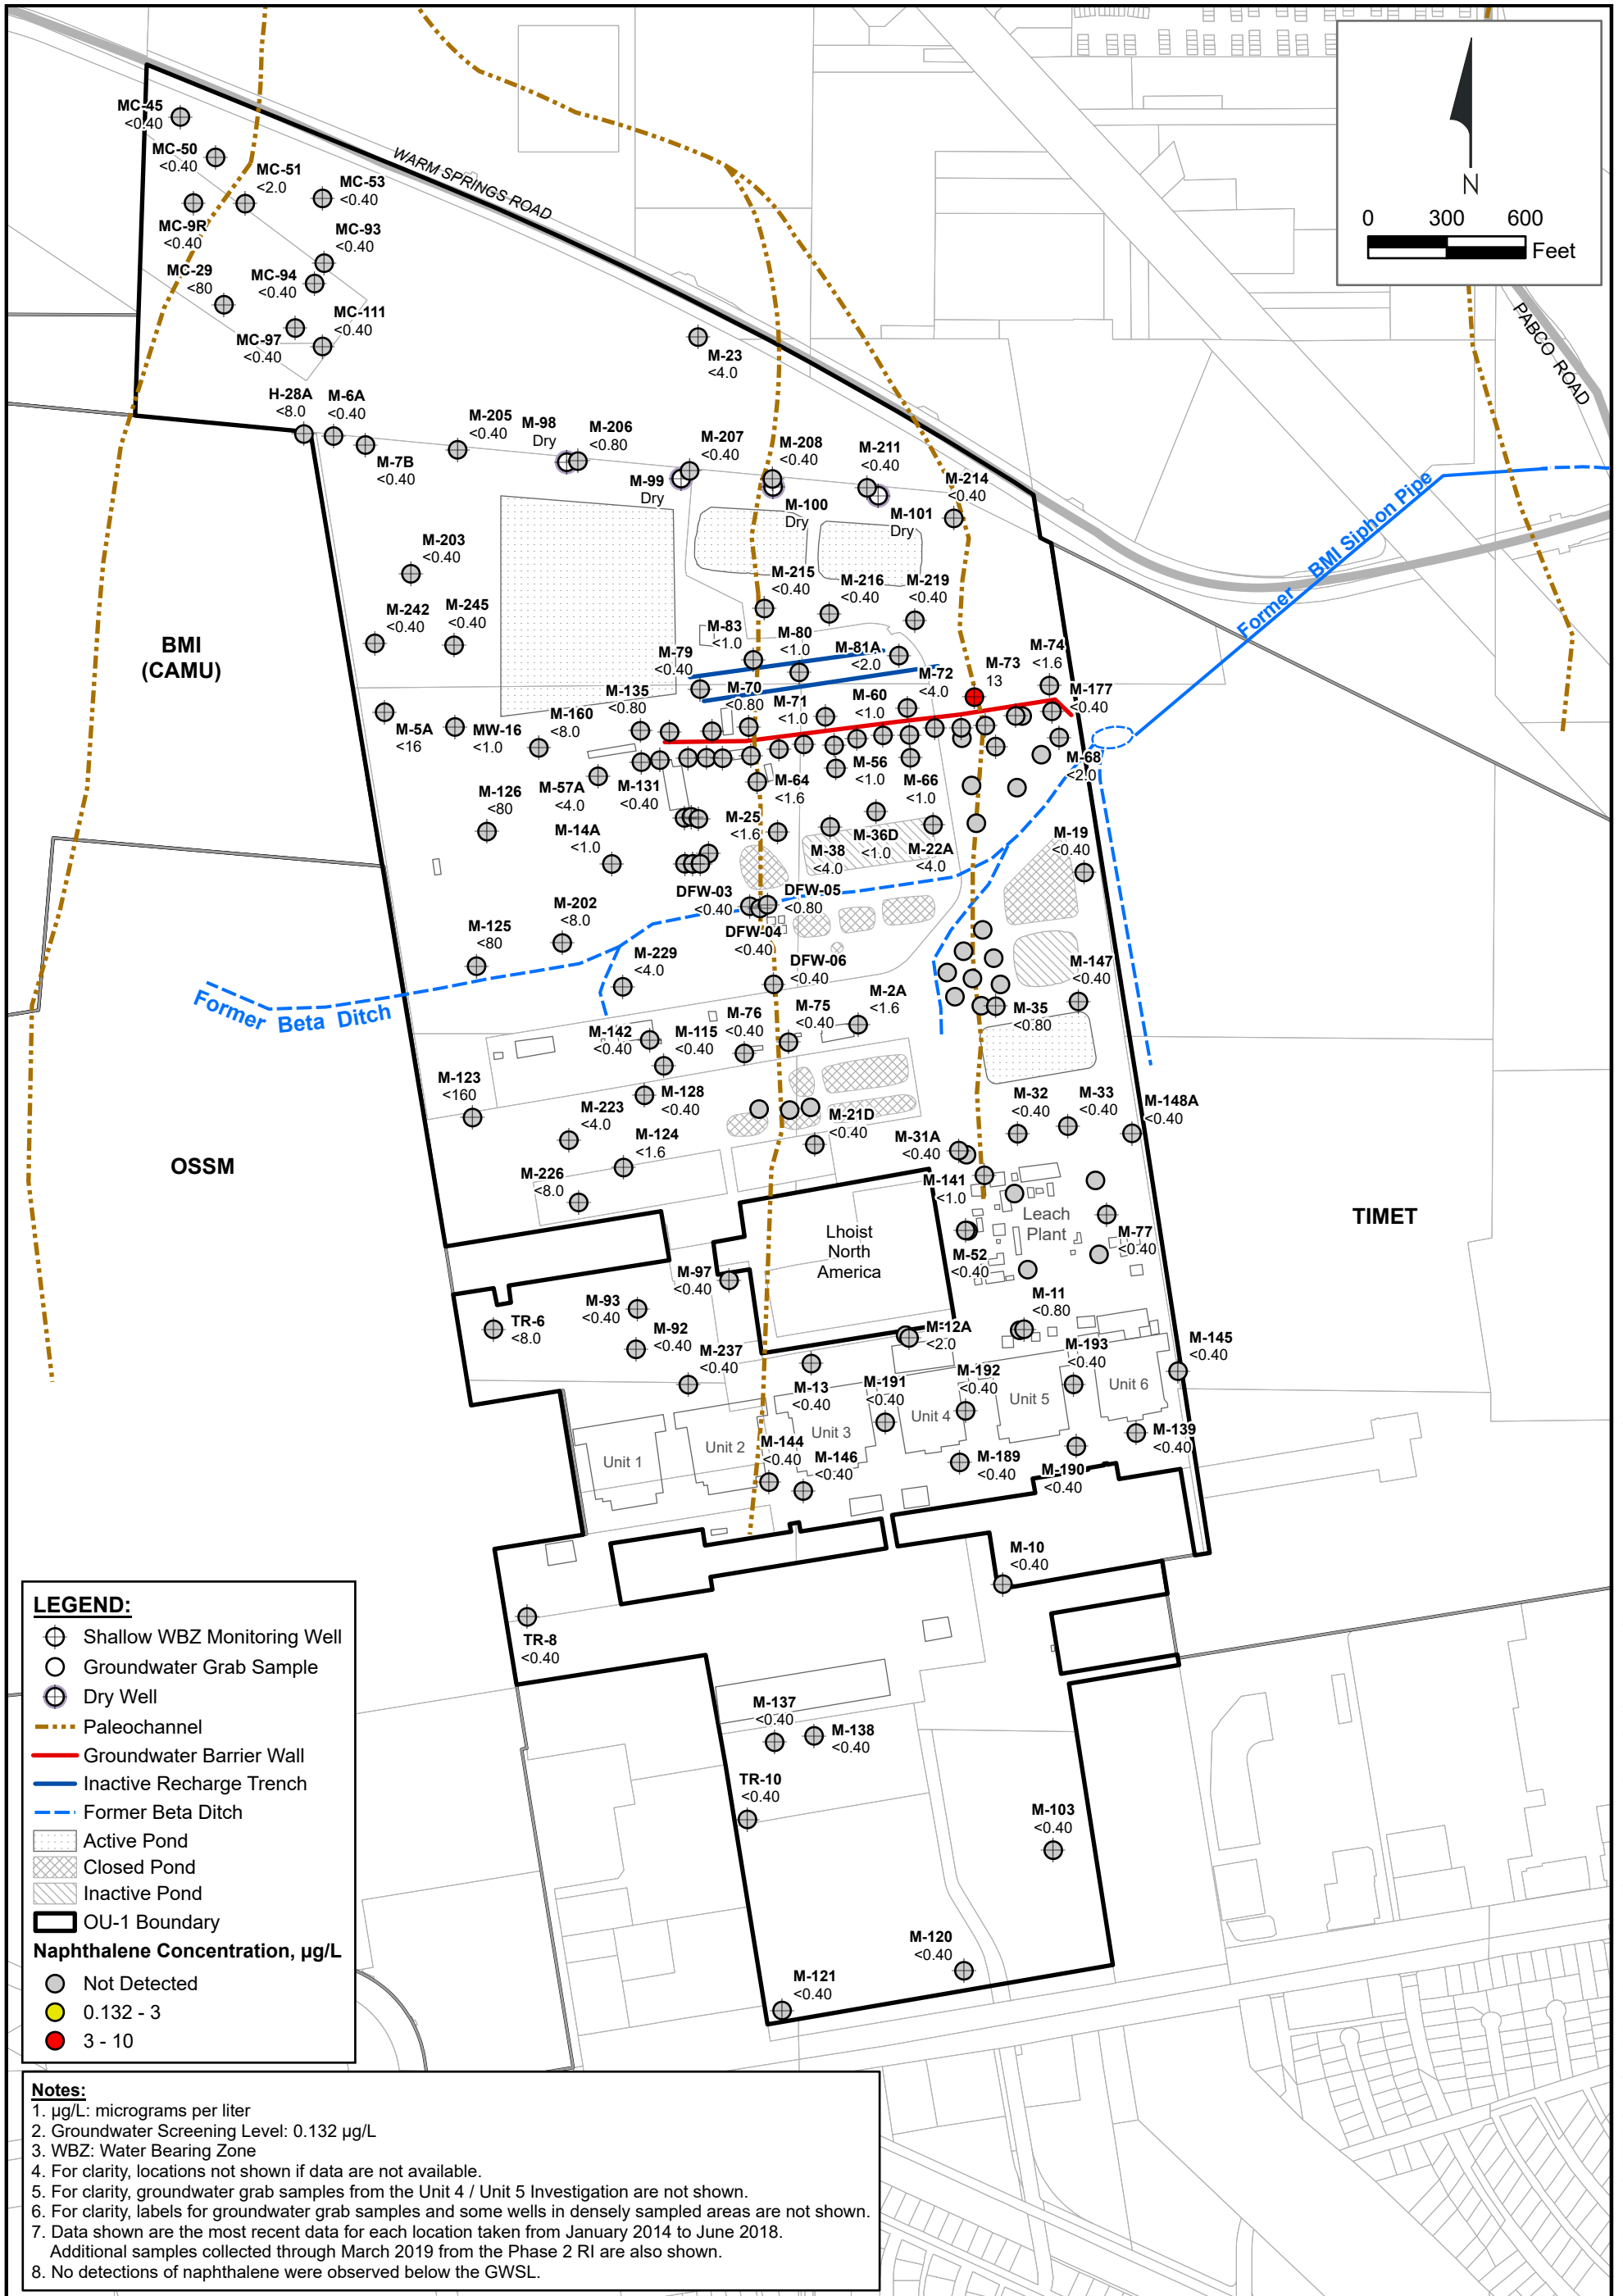 MC-45
<0.40
MC-50
<0.40
MC-51
<2.0
MC-53
<0.40
MC-9R
<0.40
MC-93
<0.40
MC-29
<80
MC-94
<0.40
MC-111
<0.40
MC-97
<0.40
WARM SPRINGS ROAD
N
0 300 600
Feet
PABCO ROAD
M-23
<4.0
H-28A
<8.0
M-6A
<0.40
M-7B
<0.40
M-205
<0.40
M-98
Dry
M-206
<0.80
M-207
<0.40
M-99
Dry
M-208
<0.40
M-100
Dry
M-211
<0.40
M-101
Dry
M-214
<0.40
Former BMI Siphon Pipe
M-203
<0.40
M-215
<0.40
M-216
<0.40
M-219
<0.40
M-242
<0.40
M-245
<0.40
BMI
(CAMU)
M-83
<1.0
M-80
<1.0
M-81A
<2.0
M-79
<0.40
M-72
<4.0
M-73
13
M-74
<1.6
M-177
<0.40
M-135
<0.80
M-70
<0.80
M-71
<1.0
M-60
<1.0
M-5A
<16
MW-16
<1.0
M-160
<8.0
M-68
<2.0
M-57A
<4.0
M-131
<0.40
M-64
<1.6
M-56
<1.0
M-66
<1.0
M-126
<80
M-14A
<1.0
M-25
<1.6
M-38
<4.0
M-36D
<1.0
M-22A
<4.0
M-19
<0.40
DFW-03
<0.40
DFW-05
<0.80
DFW-04
<0.40
M-202
<8.0
M-125
<80
M-229
<4.0
DFW-06
<0.40
M-147
<0.40
Former Beta Ditch
M-142
<0.40
M-115
<0.40
M-76
<0.40
M-75
<0.40
M-2A
<1.6
M-35
<0.80
M-123
<160
M-128
<0.40
M-223
<4.0
M-124
<1.6
M-21D
<0.40
M-32
<0.40
M-33
<0.40
M-148A
<0.40
M-31A
<0.40
OSSM
M-226
<8.0
M-141
<1.0
Leach
Plant
TIMET
Lhoist
North
America
M-52
<0.40
M-77
<0.40
M-97
<0.40
M-93
<0.40
M-11
<0.80
TR-6
<8.0
M-92
<0.40
M-12A
<2.0
M-237
<0.40
M-13
<0.40
M-191
<0.40
M-192
<0.40
M-193
<0.40
M-145
<0.40
Unit 1
Unit 2
Unit 3
Unit 4
Unit 5
Unit 6
M-144
<0.40
M-146
<0.40
M-189
<0.40
M-190
<0.40
M-139
<0.40
M-10
<0.40
TR-8
<0.40
M-137
<0.40
M-138
<0.40
TR-10
<0.40
M-103
<0.40
M-120
<0.40
M-121
<0.40
LEGEND:
Shallow WBZ Monitoring Well
Groundwater Grab Sample
Dry Well
Paleochannel
Groundwater Barrier Wall
Inactive Recharge Trench
Former Beta Ditch
Active Pond
Closed Pond
Inactive Pond
OU-1 Boundary
Naphthalene Concentration, µg/L
Not Detected
0.132 - 3
3 - 10
Notes:
1. µg/L: micrograms per liter
2. Groundwater Screening Level: 0.132 µg/L
3. WBZ: Water Bearing Zone
4. For clarity, locations not shown if data are not available.
5. For clarity, groundwater grab samples from the Unit 4 / Unit 5 Investigation are not shown.
6. For clarity, labels for groundwater grab samples and some wells in densely sampled areas are not shown.
7. Data shown are the most recent data for each location taken from January 2014 to June 2018.
Additional samples collected through March 2019 from the Phase 2 RI are also shown.
8. No detections of naphthalene were observed below the GWSL.